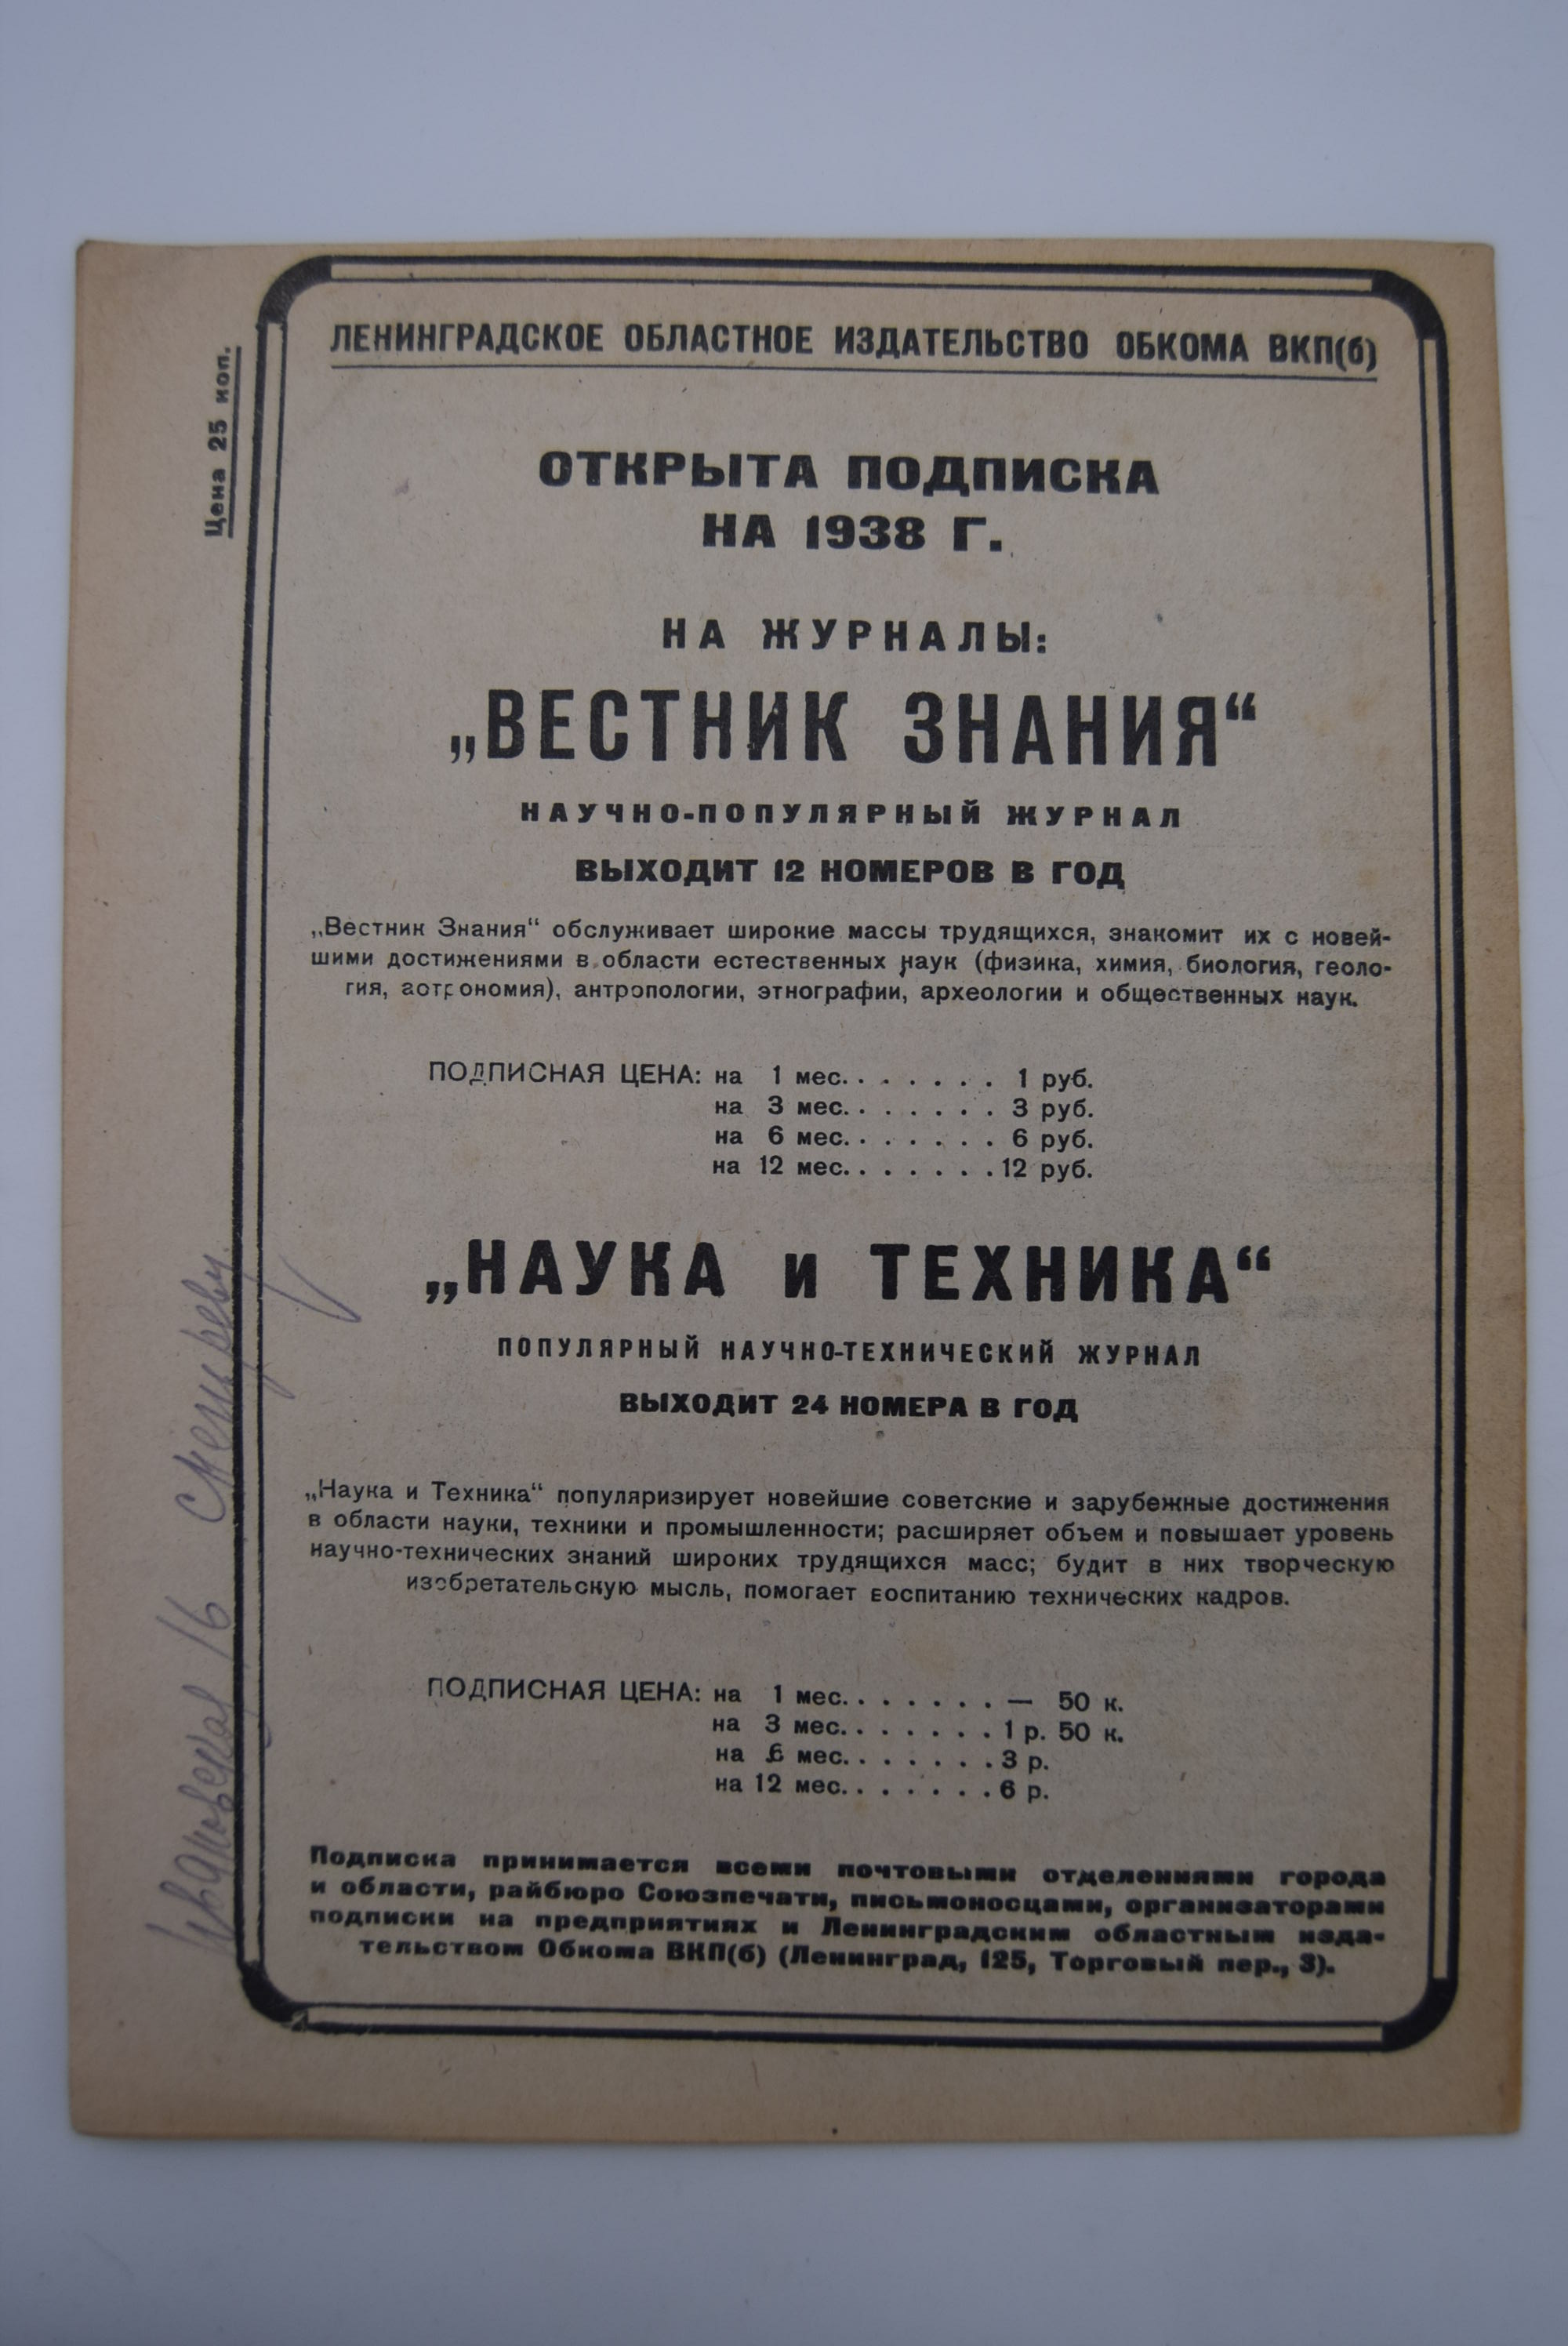 ЛЕНИНГРАДСКОЕ ОБЛАСТНОЕ ИЗДАТЕЛЬСТВО ОБКОМА ВКП(б)
Цена 25 коп.
ОТКРЫТА ПОДПИСКА
НА 1938 Г.
НА ЖУРНАЛЫ:
„ВЕСТНИК ЗНАНИЯ“
НАУЧНО-ПОПУЛЯРНЫЙ ЖУРНАЛ
ВЫХОДИТ 12 НОМЕРОВ В ГОД
„Вестник Знания“ обслуживает широкие массы трудящихся, знакомит их с новей-
шими достижениями в области естественных наук (физика, химия, биология, геоло-
гия, аотрономия), антропологии, этнографии, археологии и общественных наук.
ПОДПИСНАЯ ЦЕНА: на 1 мес. . . . . . . . 1 руб.
на 3 мес. . . . . . . . 3 руб.
на 6 мес. . . . . . . . 6 руб.
на 12 мес. . . . . . . . 12 руб.
„НАУКА и ТЕХНИКА“
ПОПУЛЯРНЫЙ НАУЧНО-ТЕХНИЧЕСКИЙ ЖУРНАЛ
ВЫХОДИТ 24 НОМЕРА В ГОД
„Наука и Техника“ популяризирует новейшие советские и зарубежные достижения
в области науки, техники и промышленности; расширяет объем и повышает уровень
научно-технических знаний широких трудящихся масс; будит в них творческую
изобретательскую мысль, помогает воспитанию технических кадров.
ПОДПИСНАЯ ЦЕНА: на 1 мес. . . . . . . . — 50 к.
на 3 мес. . . . . . . . 1 р. 50 к.
на 6 мес. . . . . . . . 3 р.
на 12 мес. . . . . . . . 6 р.
Подписка принимается всеми почтовыми отделениями города
и области, райбюро Союзпечати, письмоносцами, организаторами
подписки на предприятиях и Ленинградским областным изда-
тельством Обкома ВКП(б) (Ленинград, 125, Торговый пер., 3).
16